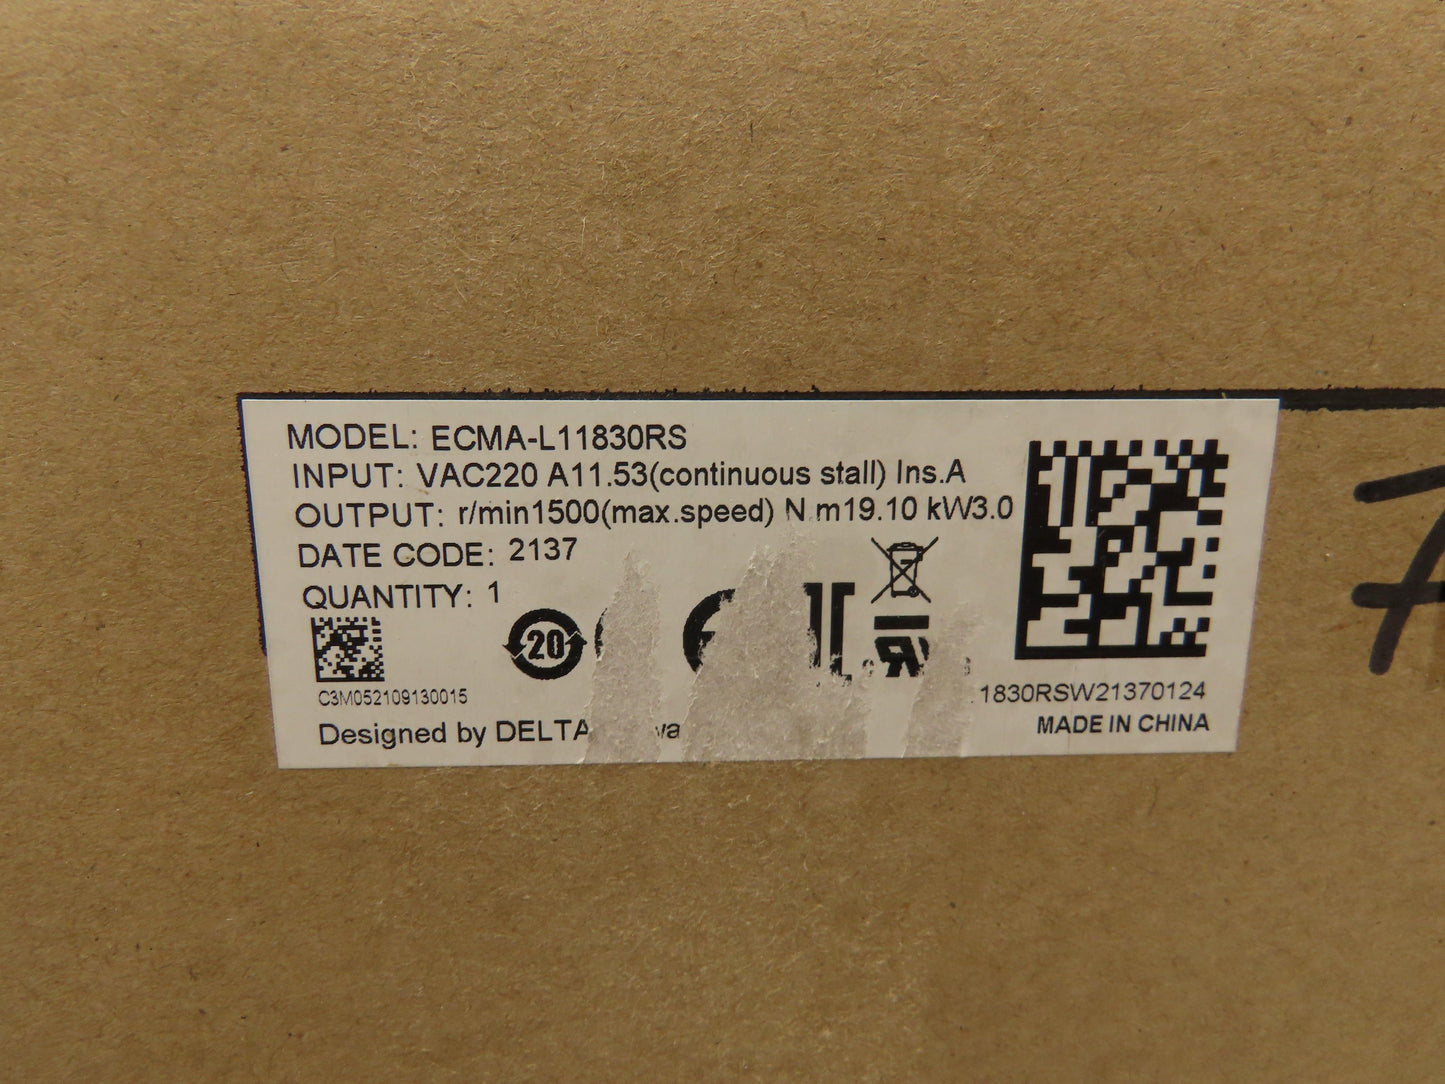 MODEL: ECMA-L11830RS
INPUT: VAC220 A11.53(continuous stall) Ins.A
OUTPUT: r/min1500(max.speed) N.m19.10 kW3.0
DATE CODE: 2137
QUANTITY: 1
20
C3M052109130015
1830RSW21370124
Designed by DELTA
MADE IN CHINA